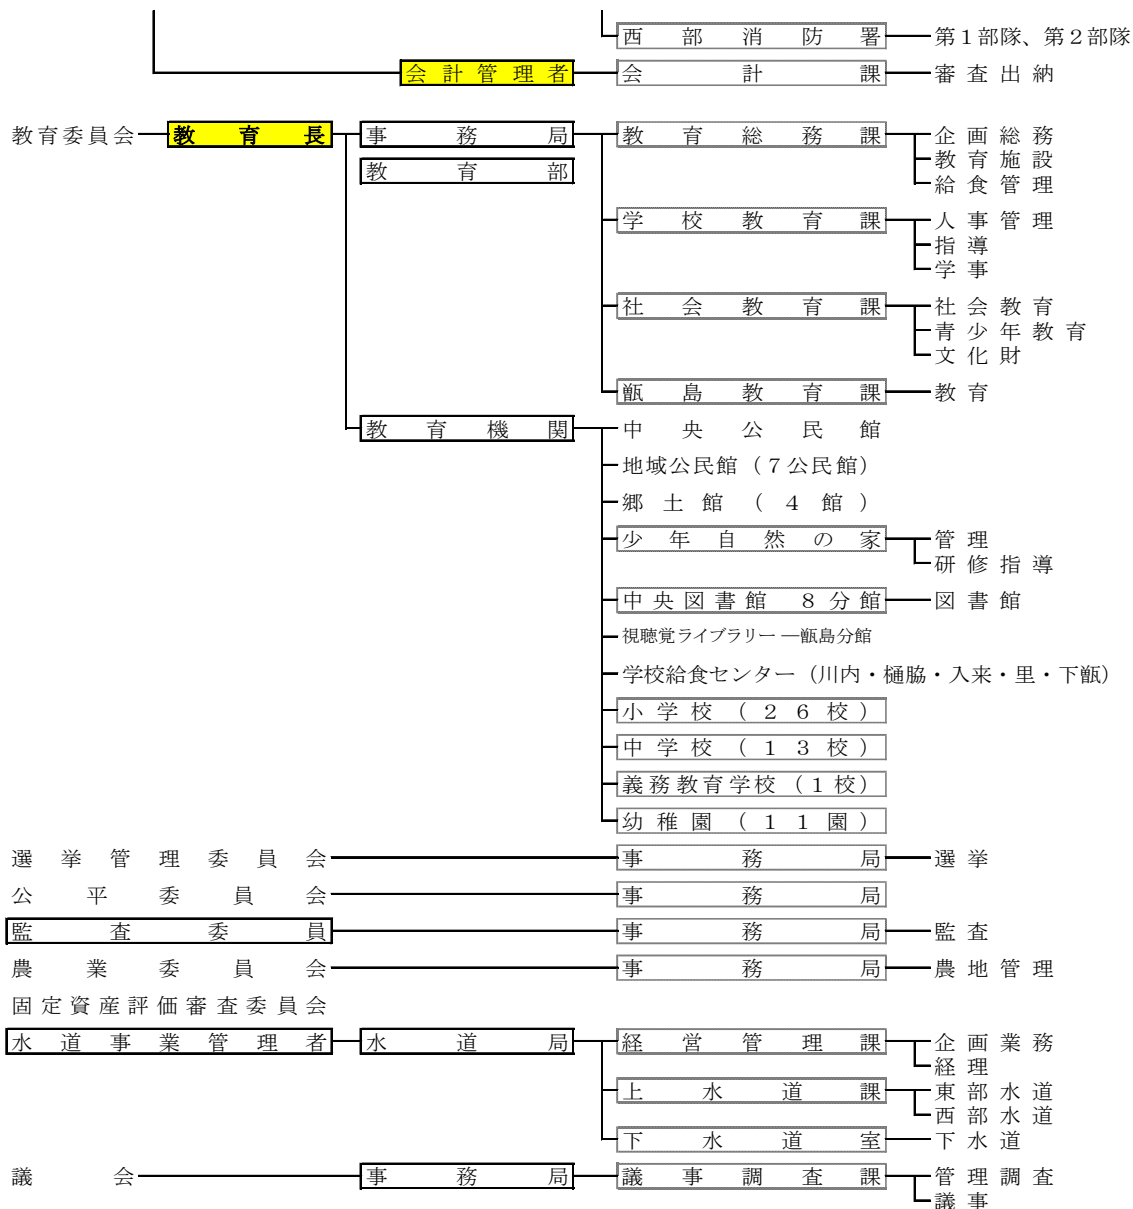 西部消防署 第1部隊、第2部隊
会計管理者 会計課 審査出納
教育委員会 教育長 事務局 教育総務課 企画総務
教育施設
教育部
給食管理
学校教育課 人事管理
指導
学事
社会教育課 社会教育
青少年教育
文化財
甑島教育課 教育
教育機関 中央公民館
地域公民館（7公民館）
郷土館（4館）
少年自然の家 管理
研修指導
中央図書館 8分館 図書館
視聴覚ライブラリー ―甑島分館
学校給食センター（川内・樋脇・入来・里・下甑）
小学校（26校）
中学校（13校）
義務教育学校（1校）
幼稚園（11園）
選挙管理委員会 事務局 選挙
公平委員会 事務局
監査委員 事務局 監査
農業委員会 事務局 農地管理
固定資産評価審査委員会
水道事業管理者 水道局 経営管理課 企画業務
経理
上水道課 東部水道
西部水道
下水道室 下水道
議会 事務局 議事調査課 管理調査
議事